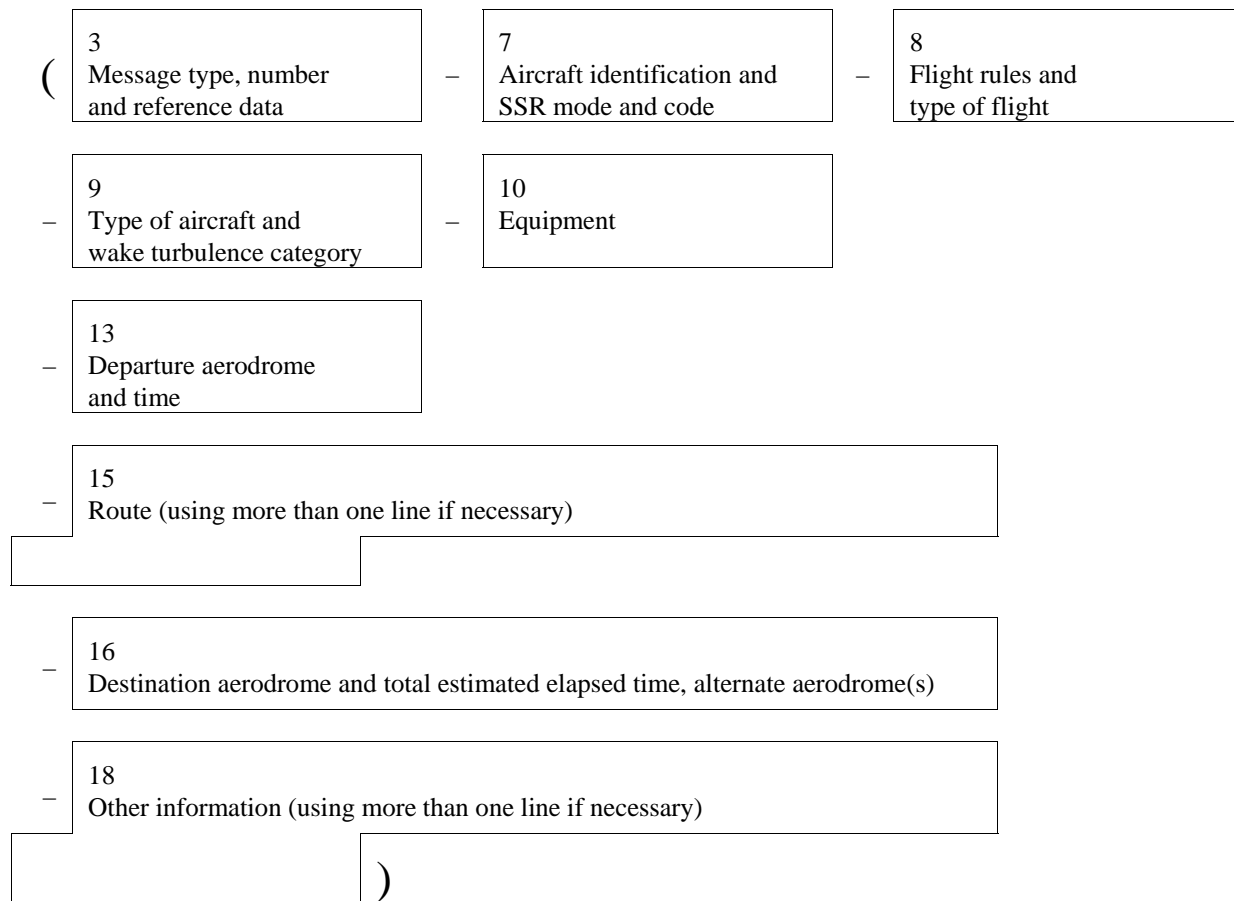 3 7 8
( Message type, number – Aircraft identification and – Flight rules and
and reference data SSR mode and code type of flight
9 10
– Type of aircraft and – Equipment
wake turbulence category
13
– Departure aerodrome
and time
15
– Route (using more than one line if necessary)
16
– Destination aerodrome and total estimated elapsed time, alternate aerodrome(s)
18
– Other information (using more than one line if necessary)
)